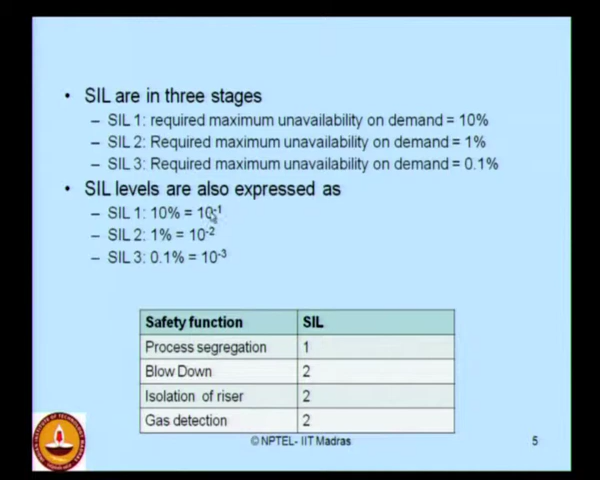 • SIL are in three stages
– SIL 1: required maximum unavailability on demand = 10%
– SIL 2: Required maximum unavailability on demand = 1%
– SIL 3: Required maximum unavailability on demand = 0.1%
• SIL levels are also expressed as
– SIL 1: 10% = 10⁻¹
– SIL 2: 1% = 10⁻²
– SIL 3: 0.1% = 10⁻³
Safety function SIL
Process segregation 1
Blow Down 2
Isolation of riser 2
Gas detection 2
© NPTEL- IIT Madras 5